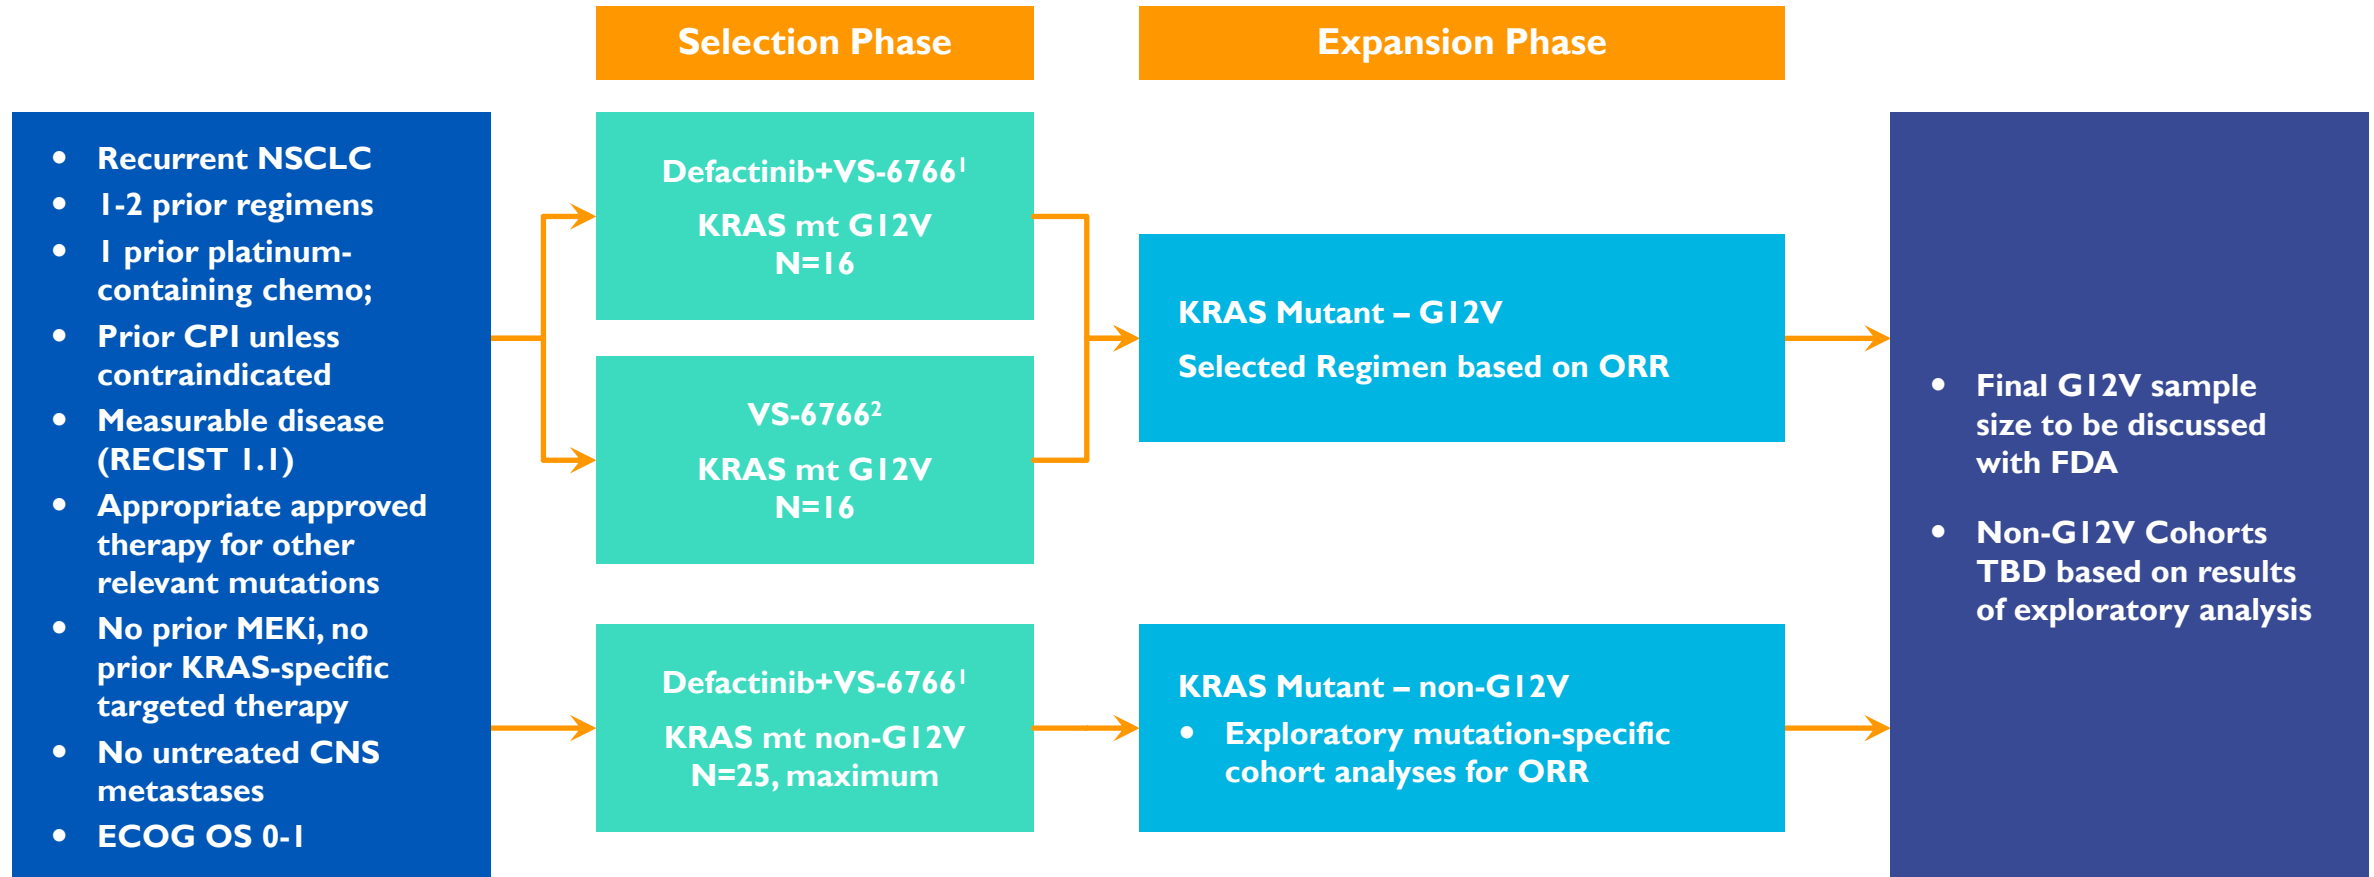 Selection Phase
Expansion Phase
• Recurrent NSCLC
• 1-2 prior regimens
• 1 prior platinum-
containing chemo;
• Prior CPI unless
contraindicated
• Measurable disease
(RECIST 1.1)
• Appropriate approved
therapy for other
relevant mutations
• No prior MEKi, no
prior KRAS-specific
targeted therapy
• No untreated CNS
metastases
• ECOG OS 0-1
Defactinib+VS-6766¹
KRAS mt G12V
N=16
VS-6766²
KRAS mt G12V
N=16
Defactinib+VS-6766¹
KRAS mt non-G12V
N=25, maximum
KRAS Mutant – G12V
Selected Regimen based on ORR
KRAS Mutant – non-G12V
• Exploratory mutation-specific
cohort analyses for ORR
• Final G12V sample
size to be discussed
with FDA
• Non-G12V Cohorts
TBD based on results
of exploratory analysis